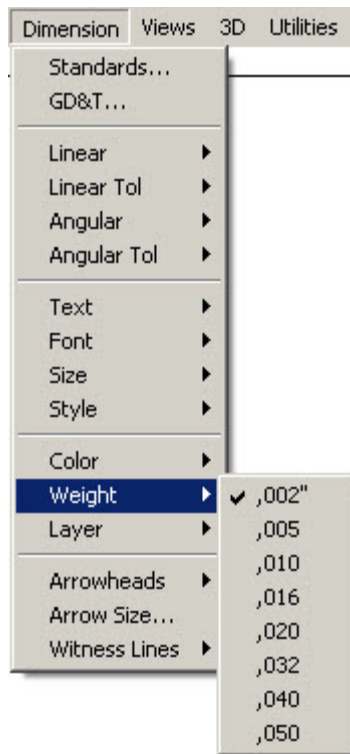 Dimension Views 3D Utilities
Standards...
GD&T...
Linear
Linear Tol
Angular
Angular Tol
Text
Font
Size
Style
Color
Weight
Layer
Arrowheads
Arrow Size...
Witness Lines
,002"
,005
,010
,016
,020
,032
,040
,050